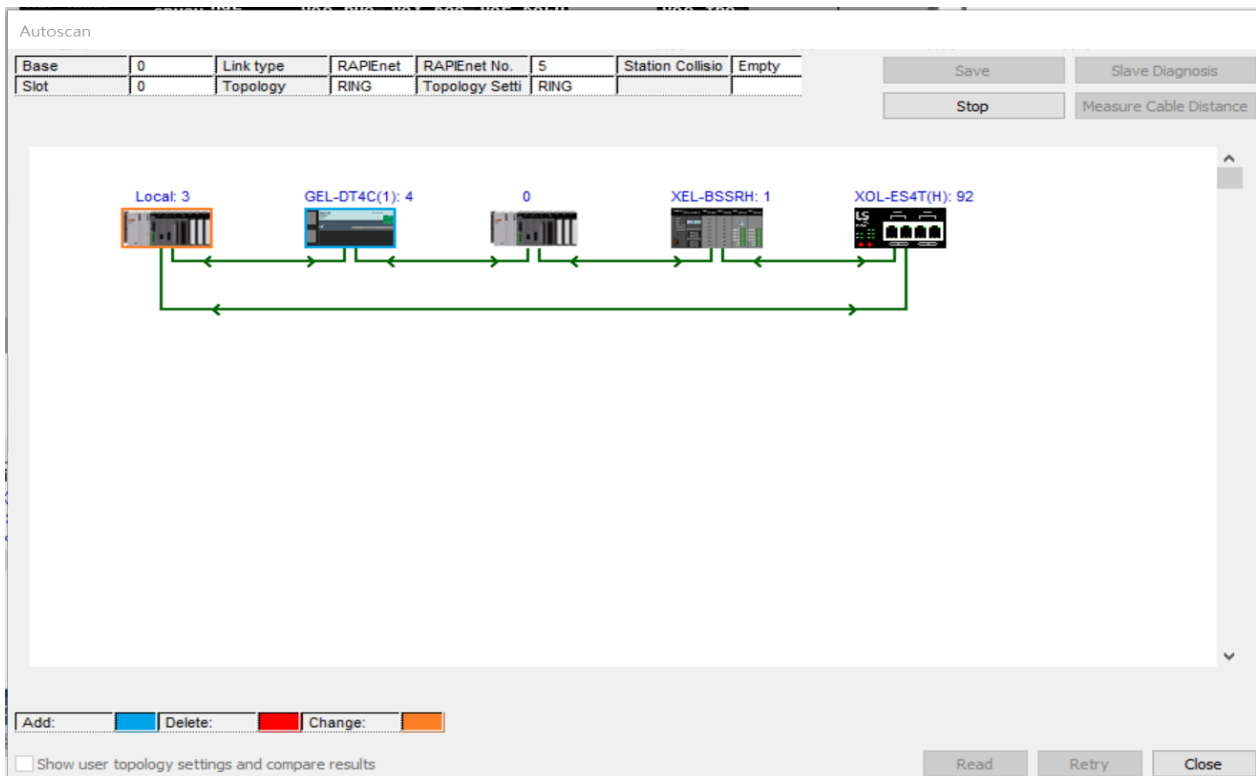 Autoscan
Base 0 Link type RAPIEnet RAPIEnet No. 5 Station Collisio Empty
Slot 0 Topology RING Topology Setti RING
Save Slave Diagnosis
Stop Measure Cable Distance
Local: 3 GEL-DT4C(1): 4 0 XEL-BSSRH: 1 XOL-ES4T(H): 92
LS
Add: Delete: Change:
Show user topology settings and compare results
Read Retry Close